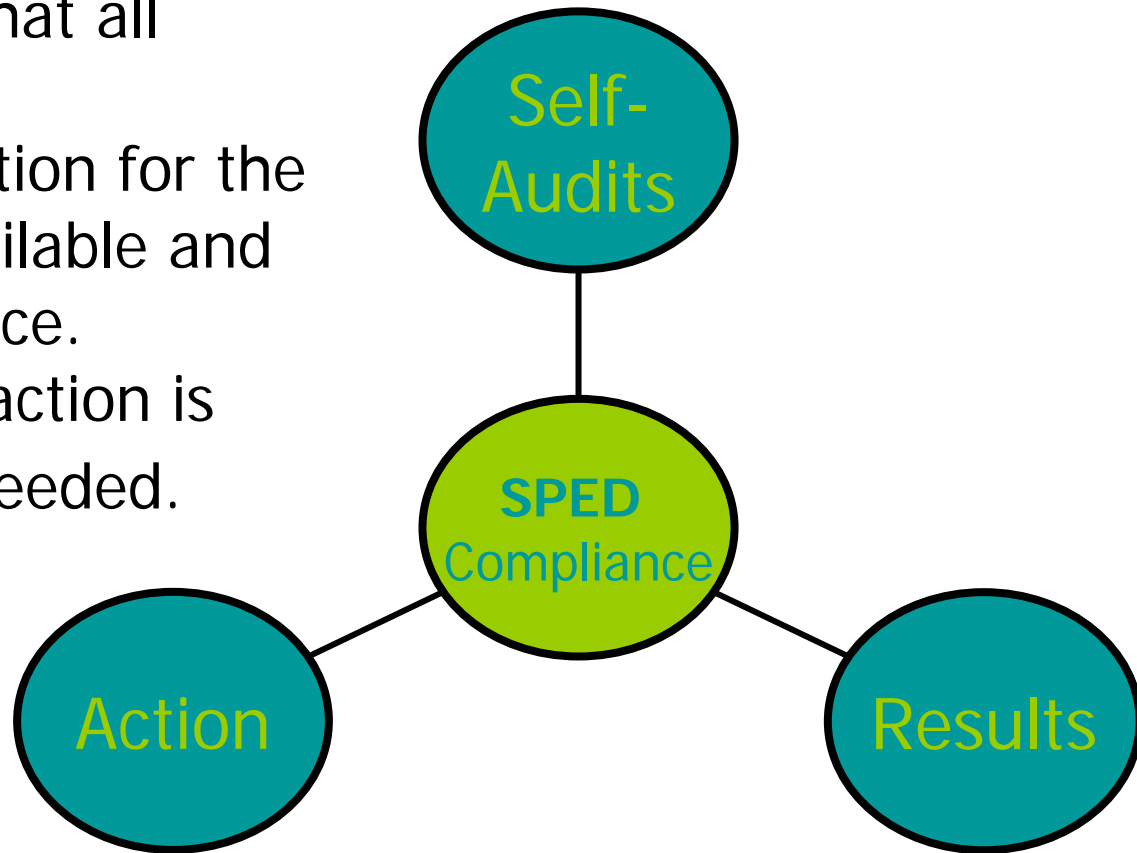 hat all
tion for the
ilable and
ce.
action is
eeded.
Self-
Audits
SPED
Compliance
Action
Results